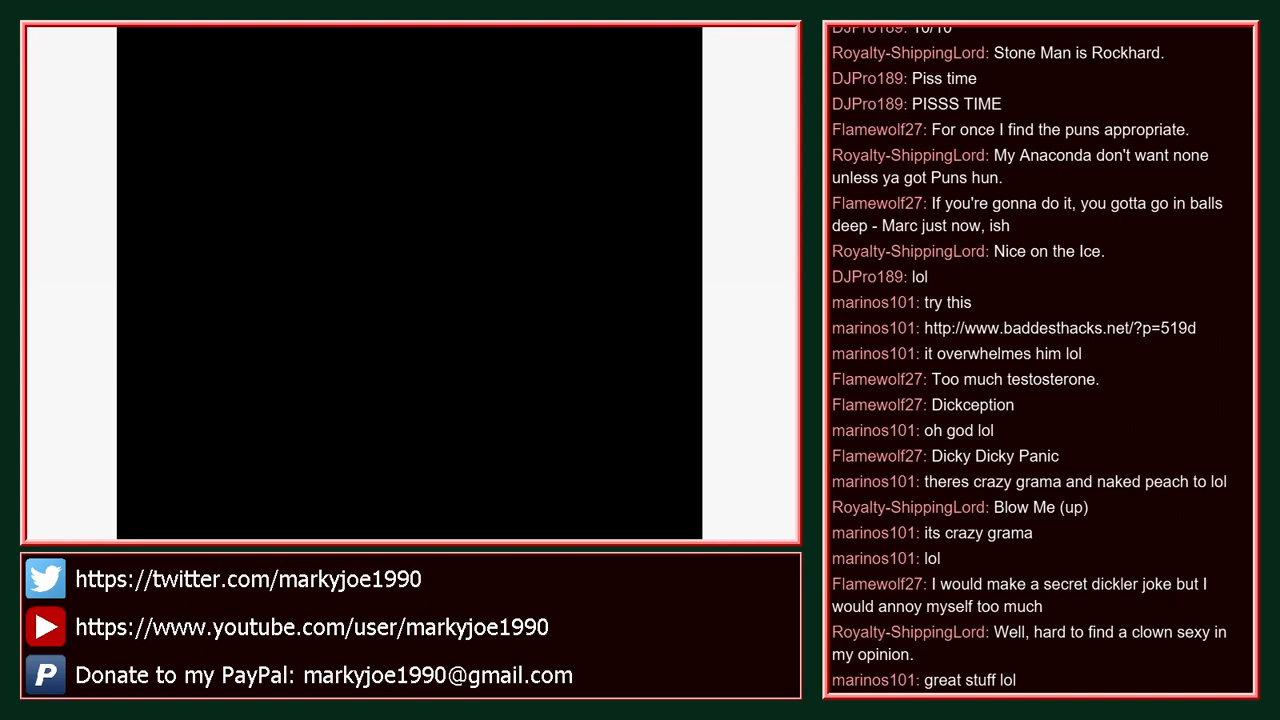 DJPro189: 10/10
Royalty-ShippingLord: Stone Man is Rockhard.
DJPro189: Piss time
DJPro189: PISSS TIME
Flamewolf27: For once I find the puns appropriate.
Royalty-ShippingLord: My Anaconda don't want none
unless ya got Puns hun.
Flamewolf27: If you're gonna do it, you gotta go in balls
deep - Marc just now, ish
Royalty-ShippingLord: Nice on the Ice.
DJPro189: lol
marinos101: try this
marinos101: http://www.baddesthacks.net/?p=519d
marinos101: it overwhelmes him lol
Flamewolf27: Too much testosterone.
Flamewolf27: Dickception
marinos101: oh god lol
Flamewolf27: Dicky Dicky Panic
marinos101: theres crazy grama and naked peach to lol
Royalty-ShippingLord: Blow Me (up)
marinos101: its crazy grama
marinos101: lol
Flamewolf27: I would make a secret dickler joke but I
would annoy myself too much
Royalty-ShippingLord: Well, hard to find a clown sexy in
my opinion.
marinos101: great stuff lol
https://twitter.com/markyjoe1990
https://www.youtube.com/user/markyjoe1990
Donate to my PayPal: markyjoe1990@gmail.com